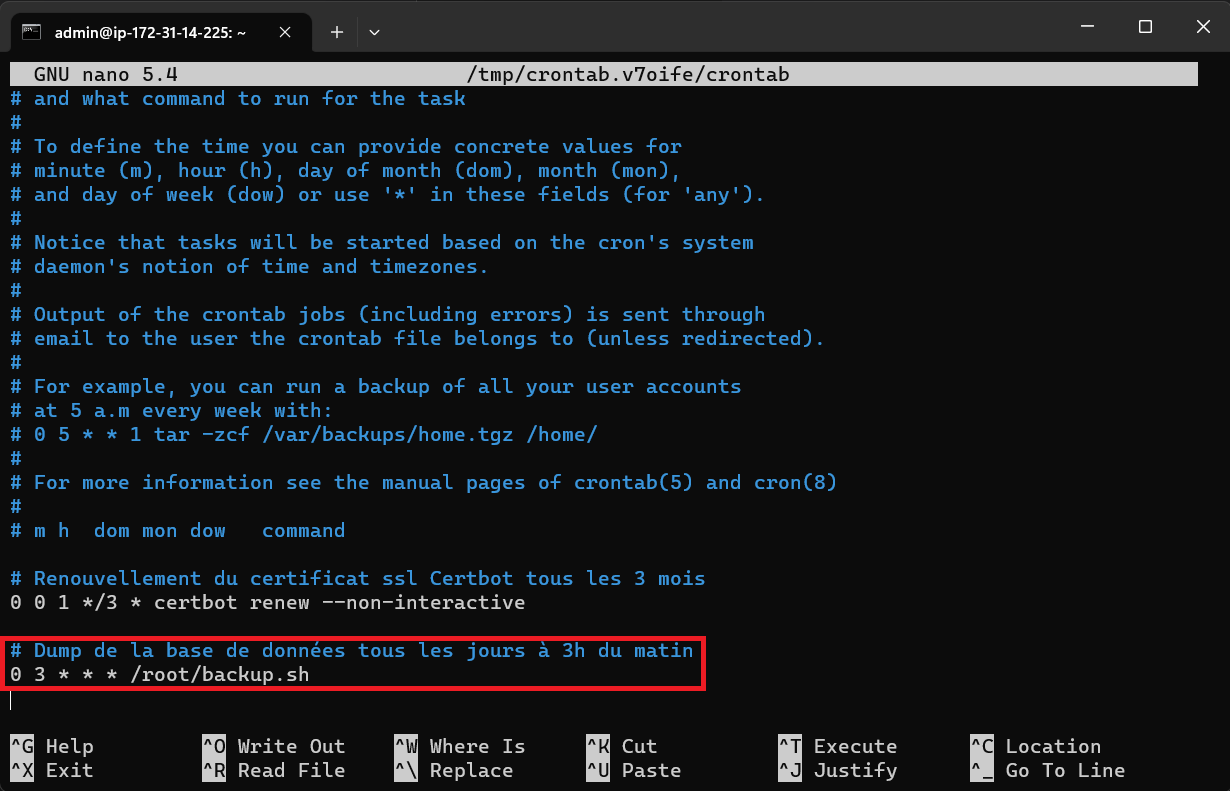 admin@ip-172-31-14-225: ~
GNU nano 5.4 /tmp/crontab.v7oife/crontab
# and what command to run for the task
#
# To define the time you can provide concrete values for
# minute (m), hour (h), day of month (dom), month (mon),
# and day of week (dow) or use '*' in these fields (for 'any').
#
# Notice that tasks will be started based on the cron's system
# daemon's notion of time and timezones.
#
# Output of the crontab jobs (including errors) is sent through
# email to the user the crontab file belongs to (unless redirected).
#
# For example, you can run a backup of all your user accounts
# at 5 a.m every week with:
# 0 5 * * 1 tar -zcf /var/backups/home.tgz /home/
#
# For more information see the manual pages of crontab(5) and cron(8)
#
# m h  dom mon dow   command
# Renouvellement du certificat ssl Certbot tous les 3 mois
0 0 1 */3 * certbot renew --non-interactive
# Dump de la base de données tous les jours à 3h du matin
0 3 * * * /root/backup.sh
^G Help ^O Write Out ^W Where Is ^K Cut ^T Execute ^C Location
^X Exit ^R Read File ^\ Replace ^U Paste ^J Justify ^_ Go To Line